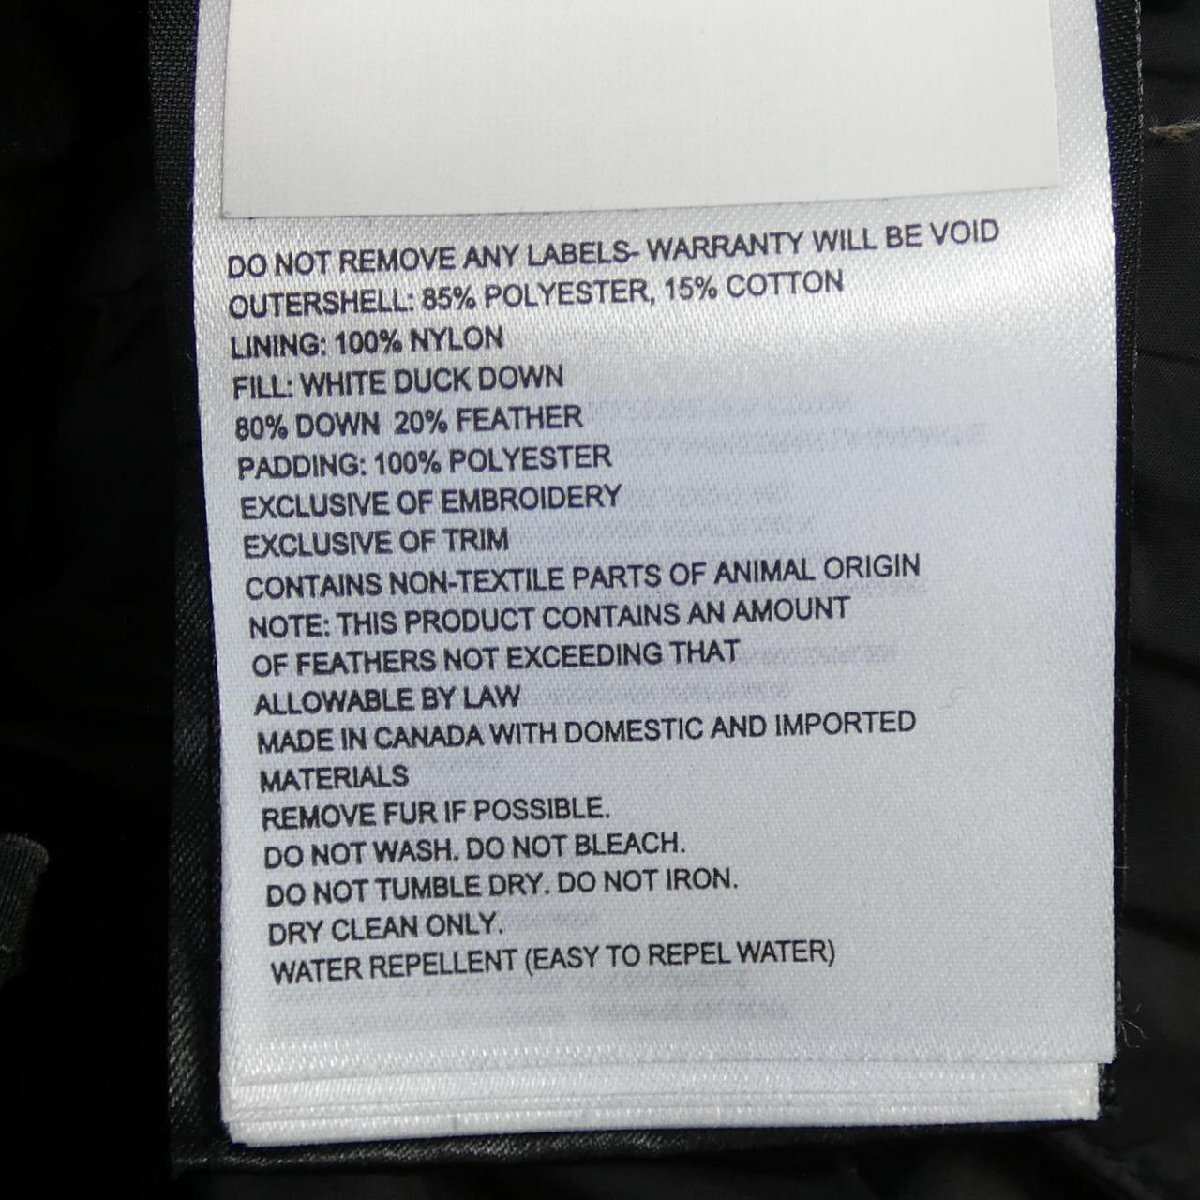 DO NOT REMOVE ANY LABELS- WARRANTY WILL BE VOID
OUTERSHELL: 85% POLYESTER, 15% COTTON
LINING: 100% NYLON
FILL: WHITE DUCK DOWN
80% DOWN 20% FEATHER
PADDING: 100% POLYESTER
EXCLUSIVE OF EMBROIDERY
EXCLUSIVE OF TRIM
CONTAINS NON-TEXTILE PARTS OF ANIMAL ORIGIN
NOTE: THIS PRODUCT CONTAINS AN AMOUNT
OF FEATHERS NOT EXCEEDING THAT
ALLOWABLE BY LAW
MADE IN CANADA WITH DOMESTIC AND IMPORTED
MATERIALS
REMOVE FUR IF POSSIBLE.
DO NOT WASH. DO NOT BLEACH.
DO NOT TUMBLE DRY. DO NOT IRON.
DRY CLEAN ONLY.
WATER REPELLENT (EASY TO REPEL WATER)